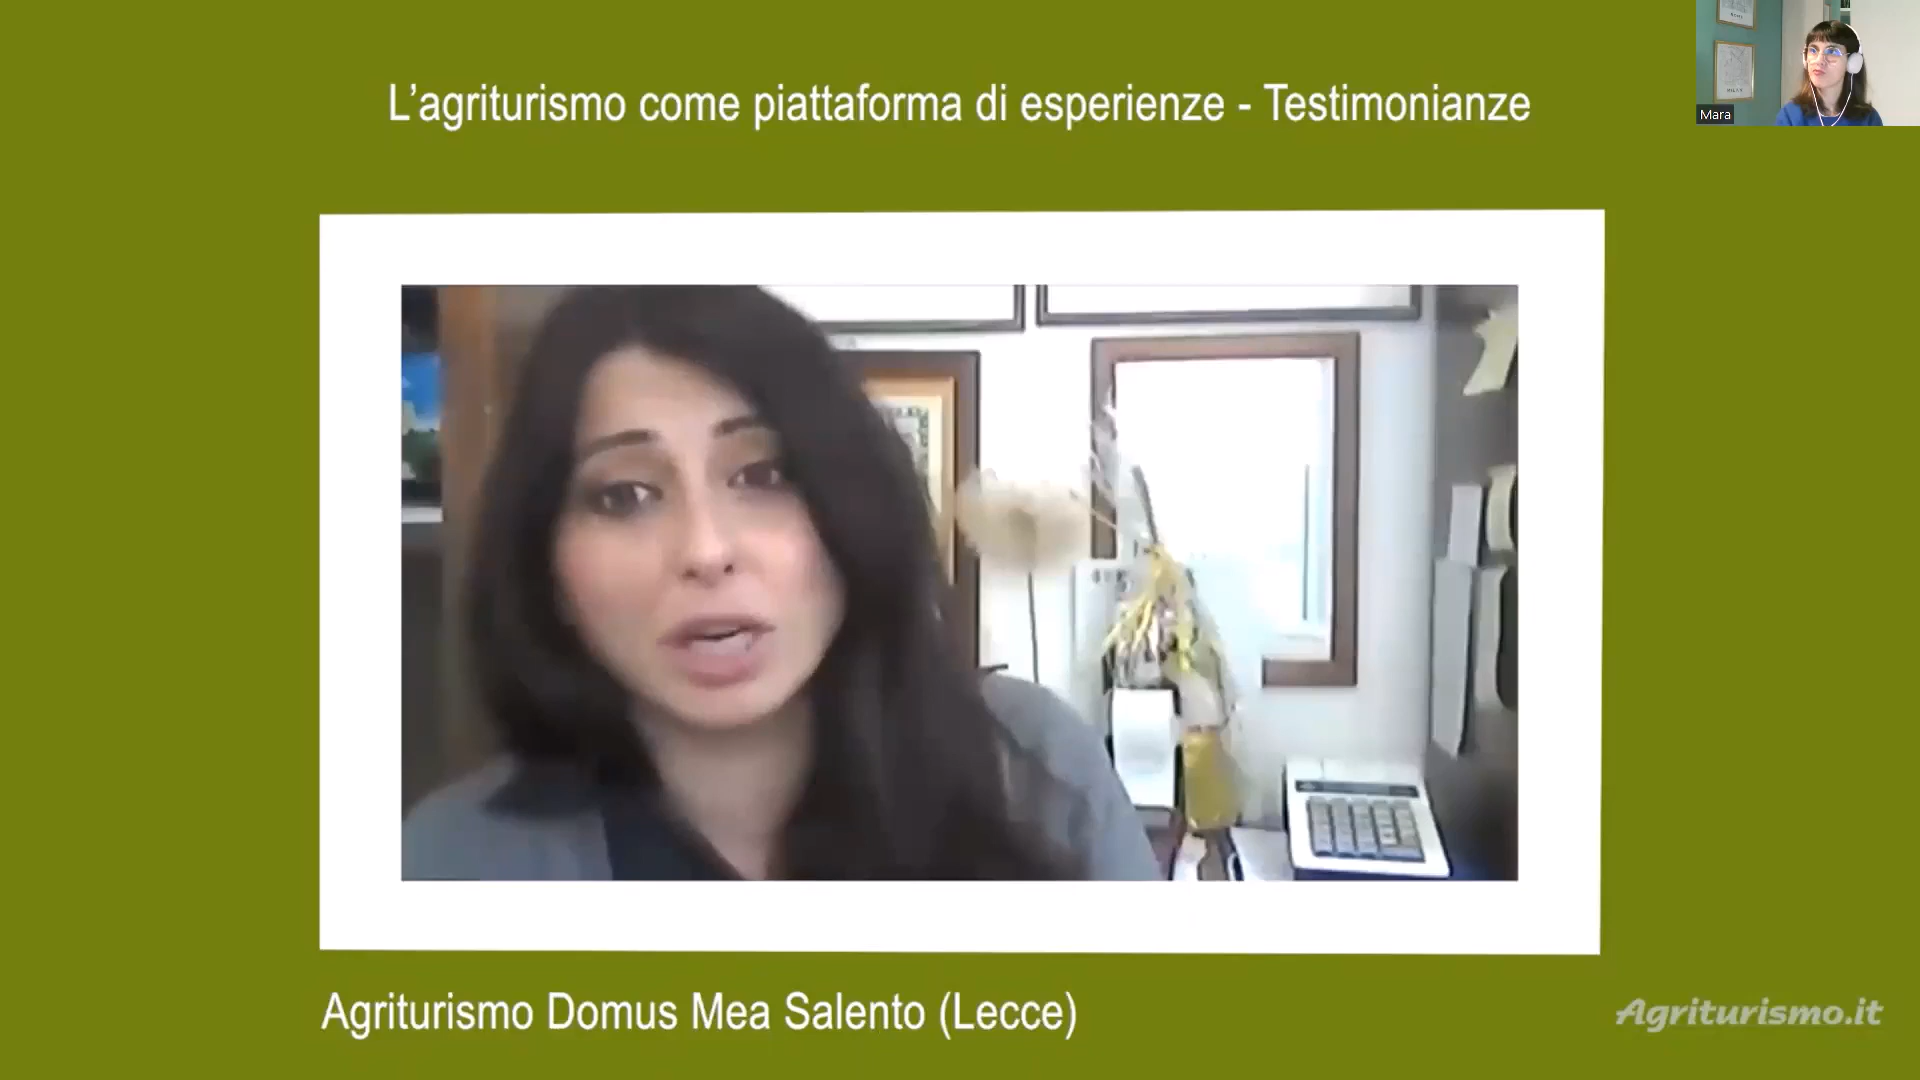 L’agriturismo come piattaforma di esperienze - Testimonianze
Mara
Agriturismo Domus Mea Salento (Lecce)
Agriturismo.it